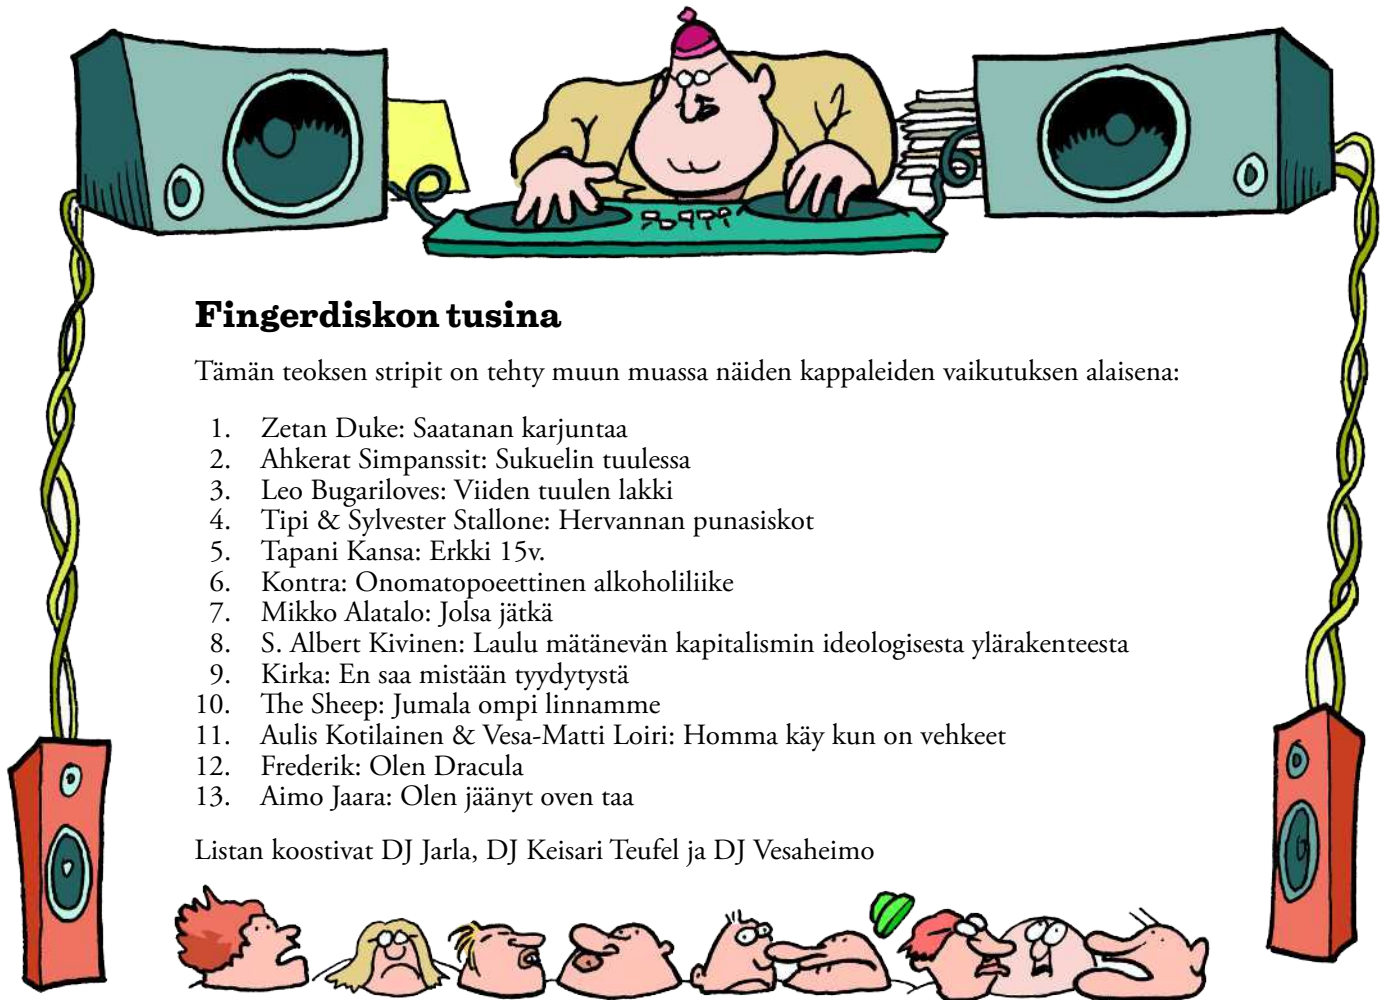 Fingerdiskon tusina
Tämän teoksen stripit on tehty muun muassa näiden kappaleiden vaikutuksen alaisena:
1. Zetan Duke: Saatanan karjuntaa
2. Ahkerat Simpanssit: Sukuelin tuulessa
3. Leo Bugariloves: Viiden tuulen lakki
4. Tipi & Sylvester Stallone: Hervannan punasiskot
5. Tapani Kansa: Erkki 15v.
6. Kontra: Onomatopoeettinen alkoholiliike
7. Mikko Alatalo: Jolsa jätkä
8. S. Albert Kivinen: Laulu mätänevän kapitalismin ideologisesta ylärakenteesta
9. Kirka: En saa mistään tyydytystä
10. The Sheep: Jumala ompi linnamme
11. Aulis Kotilainen & Vesa-Matti Loiri: Homma käy kun on vehkeet
12. Frederik: Olen Dracula
13. Aimo Jaara: Olen jäänyt oven taa
Listan koostivat DJ Jarla, DJ Keisari Teufel ja DJ Vesaheimo